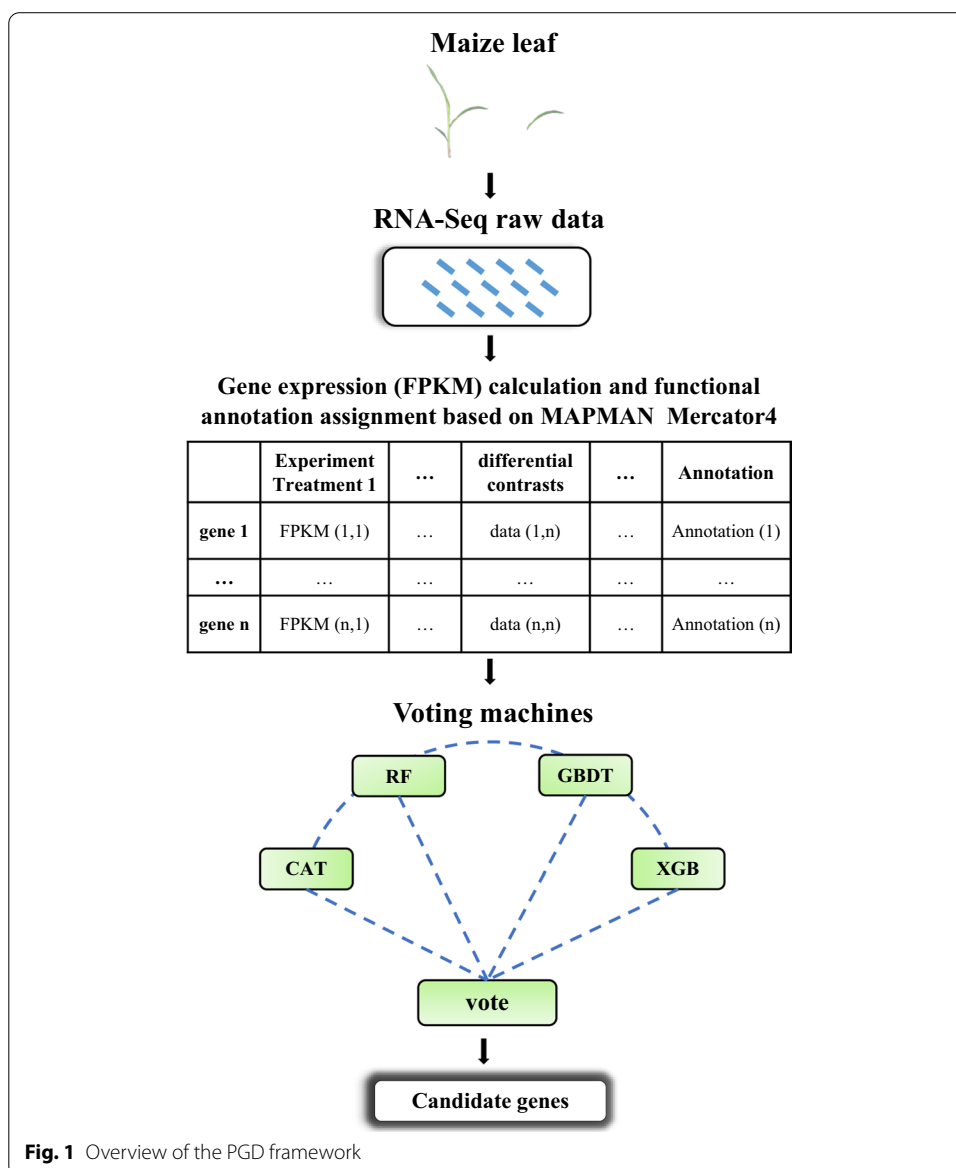 Maize leaf
RNA-Seq raw data
Gene expression (FPKM) calculation and functional
annotation assignment based on MAPMAN Mercator4
Experiment Treatment 1 … differential contrasts … Annotation
gene 1 FPKM (1,1) … data (1,n) … Annotation (1)
… … … … … …
gene n FPKM (n,1) … data (n,n) … Annotation (n)
Voting machines
RF GBDT
CAT XGB
vote
Candidate genes
Fig. 1 Overview of the PGD framework